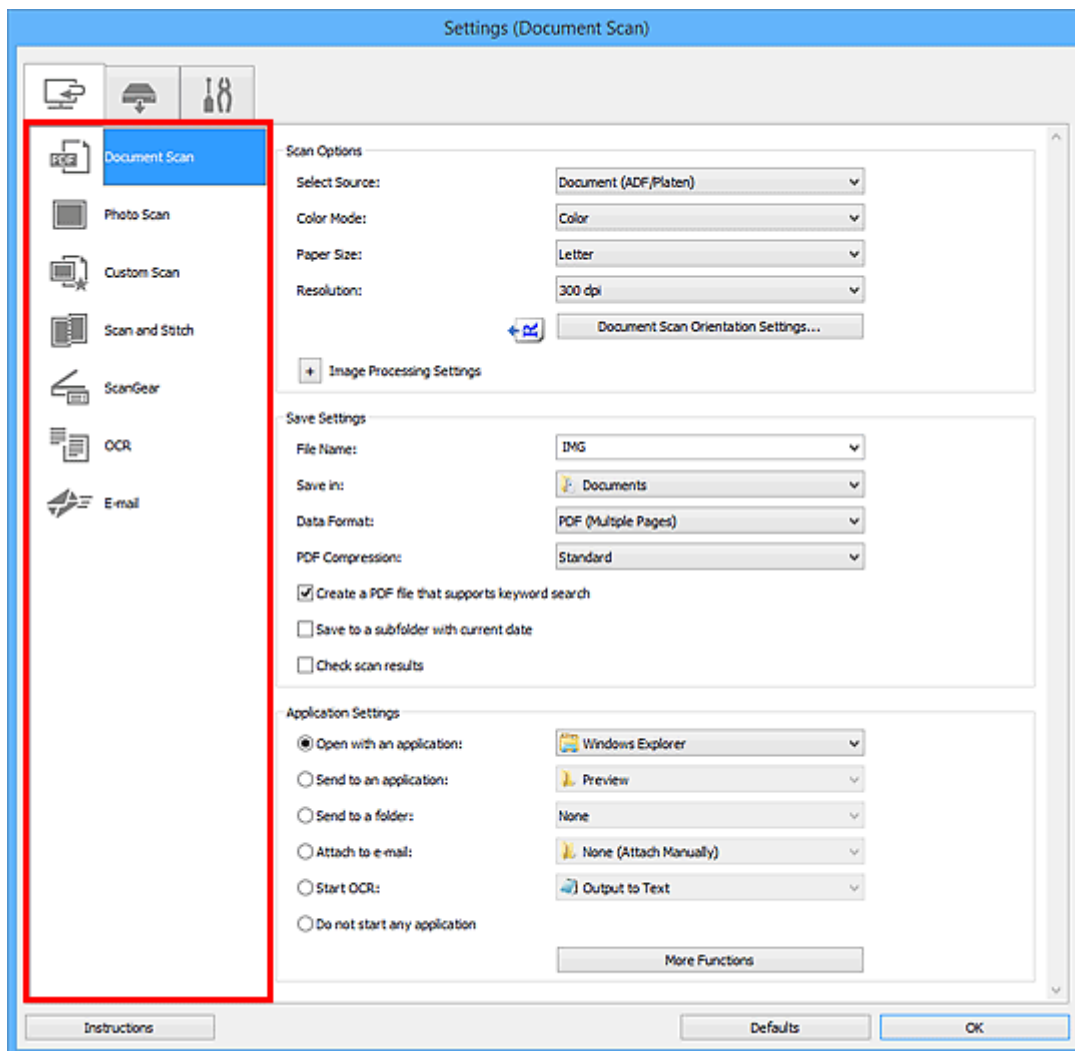 Settings (Document Scan)
PDF
Document Scan
Photo Scan
Custom Scan
Scan and Stitch
ScanGear
OCR
E-mail
Scan Options
Select Source: Document (ADF/Platen)
Color Mode: Color
Paper Size: Letter
Resolution: 300 dpi
R Document Scan Orientation Settings...
+ Image Processing Settings
Save Settings
File Name: IMG
Save in: Documents
Data Format: PDF (Multiple Pages)
PDF Compression: Standard
Create a PDF file that supports keyword search
Save to a subfolder with current date
Check scan results
Application Settings
Open with an application: Windows Explorer
Send to an application: Preview
Send to a folder: None
Attach to e-mail: None (Attach Manually)
Start OCR: Output to Text
Do not start any application
More Functions
Instructions Defaults OK